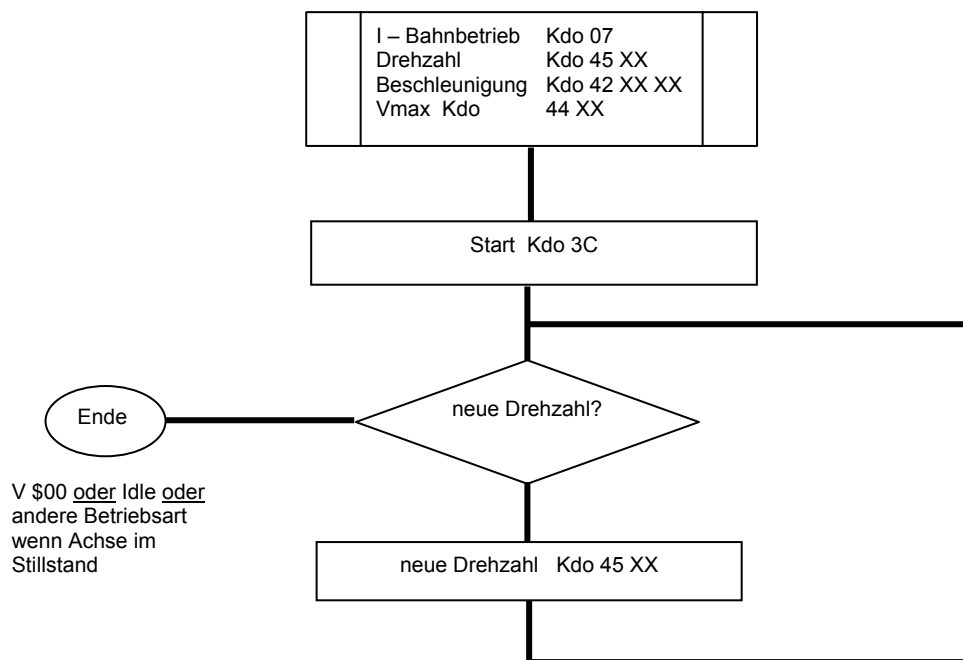 I – Bahnbetrieb Kdo 07
Drehzahl Kdo 45 XX
Beschleunigung Kdo 42 XX XX
Vmax Kdo 44 XX
Start Kdo 3C
neue Drehzahl?
Ende
V $00 oder Idle oder
andere Betriebsart
wenn Achse im
Stillstand
neue Drehzahl Kdo 45 XX